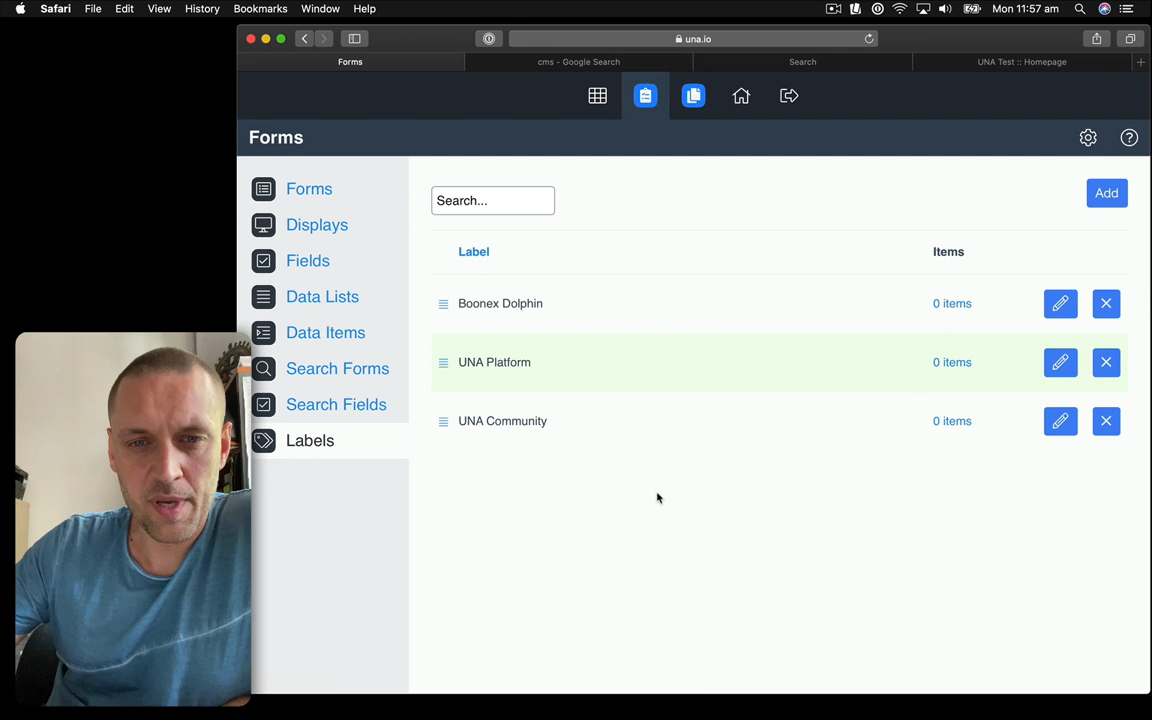 Safari File Edit View History Bookmarks Window Help Mon 11:57 am
una.io
Forms cms - Google Search Search UNA Test :: Homepage
Forms
Forms
Displays
Fields
Data Lists
Data Items
Search Forms
Search Fields
Labels
Search...
Add
Label Items
Boonex Dolphin 0 items
UNA Platform 0 items
UNA Community 0 items